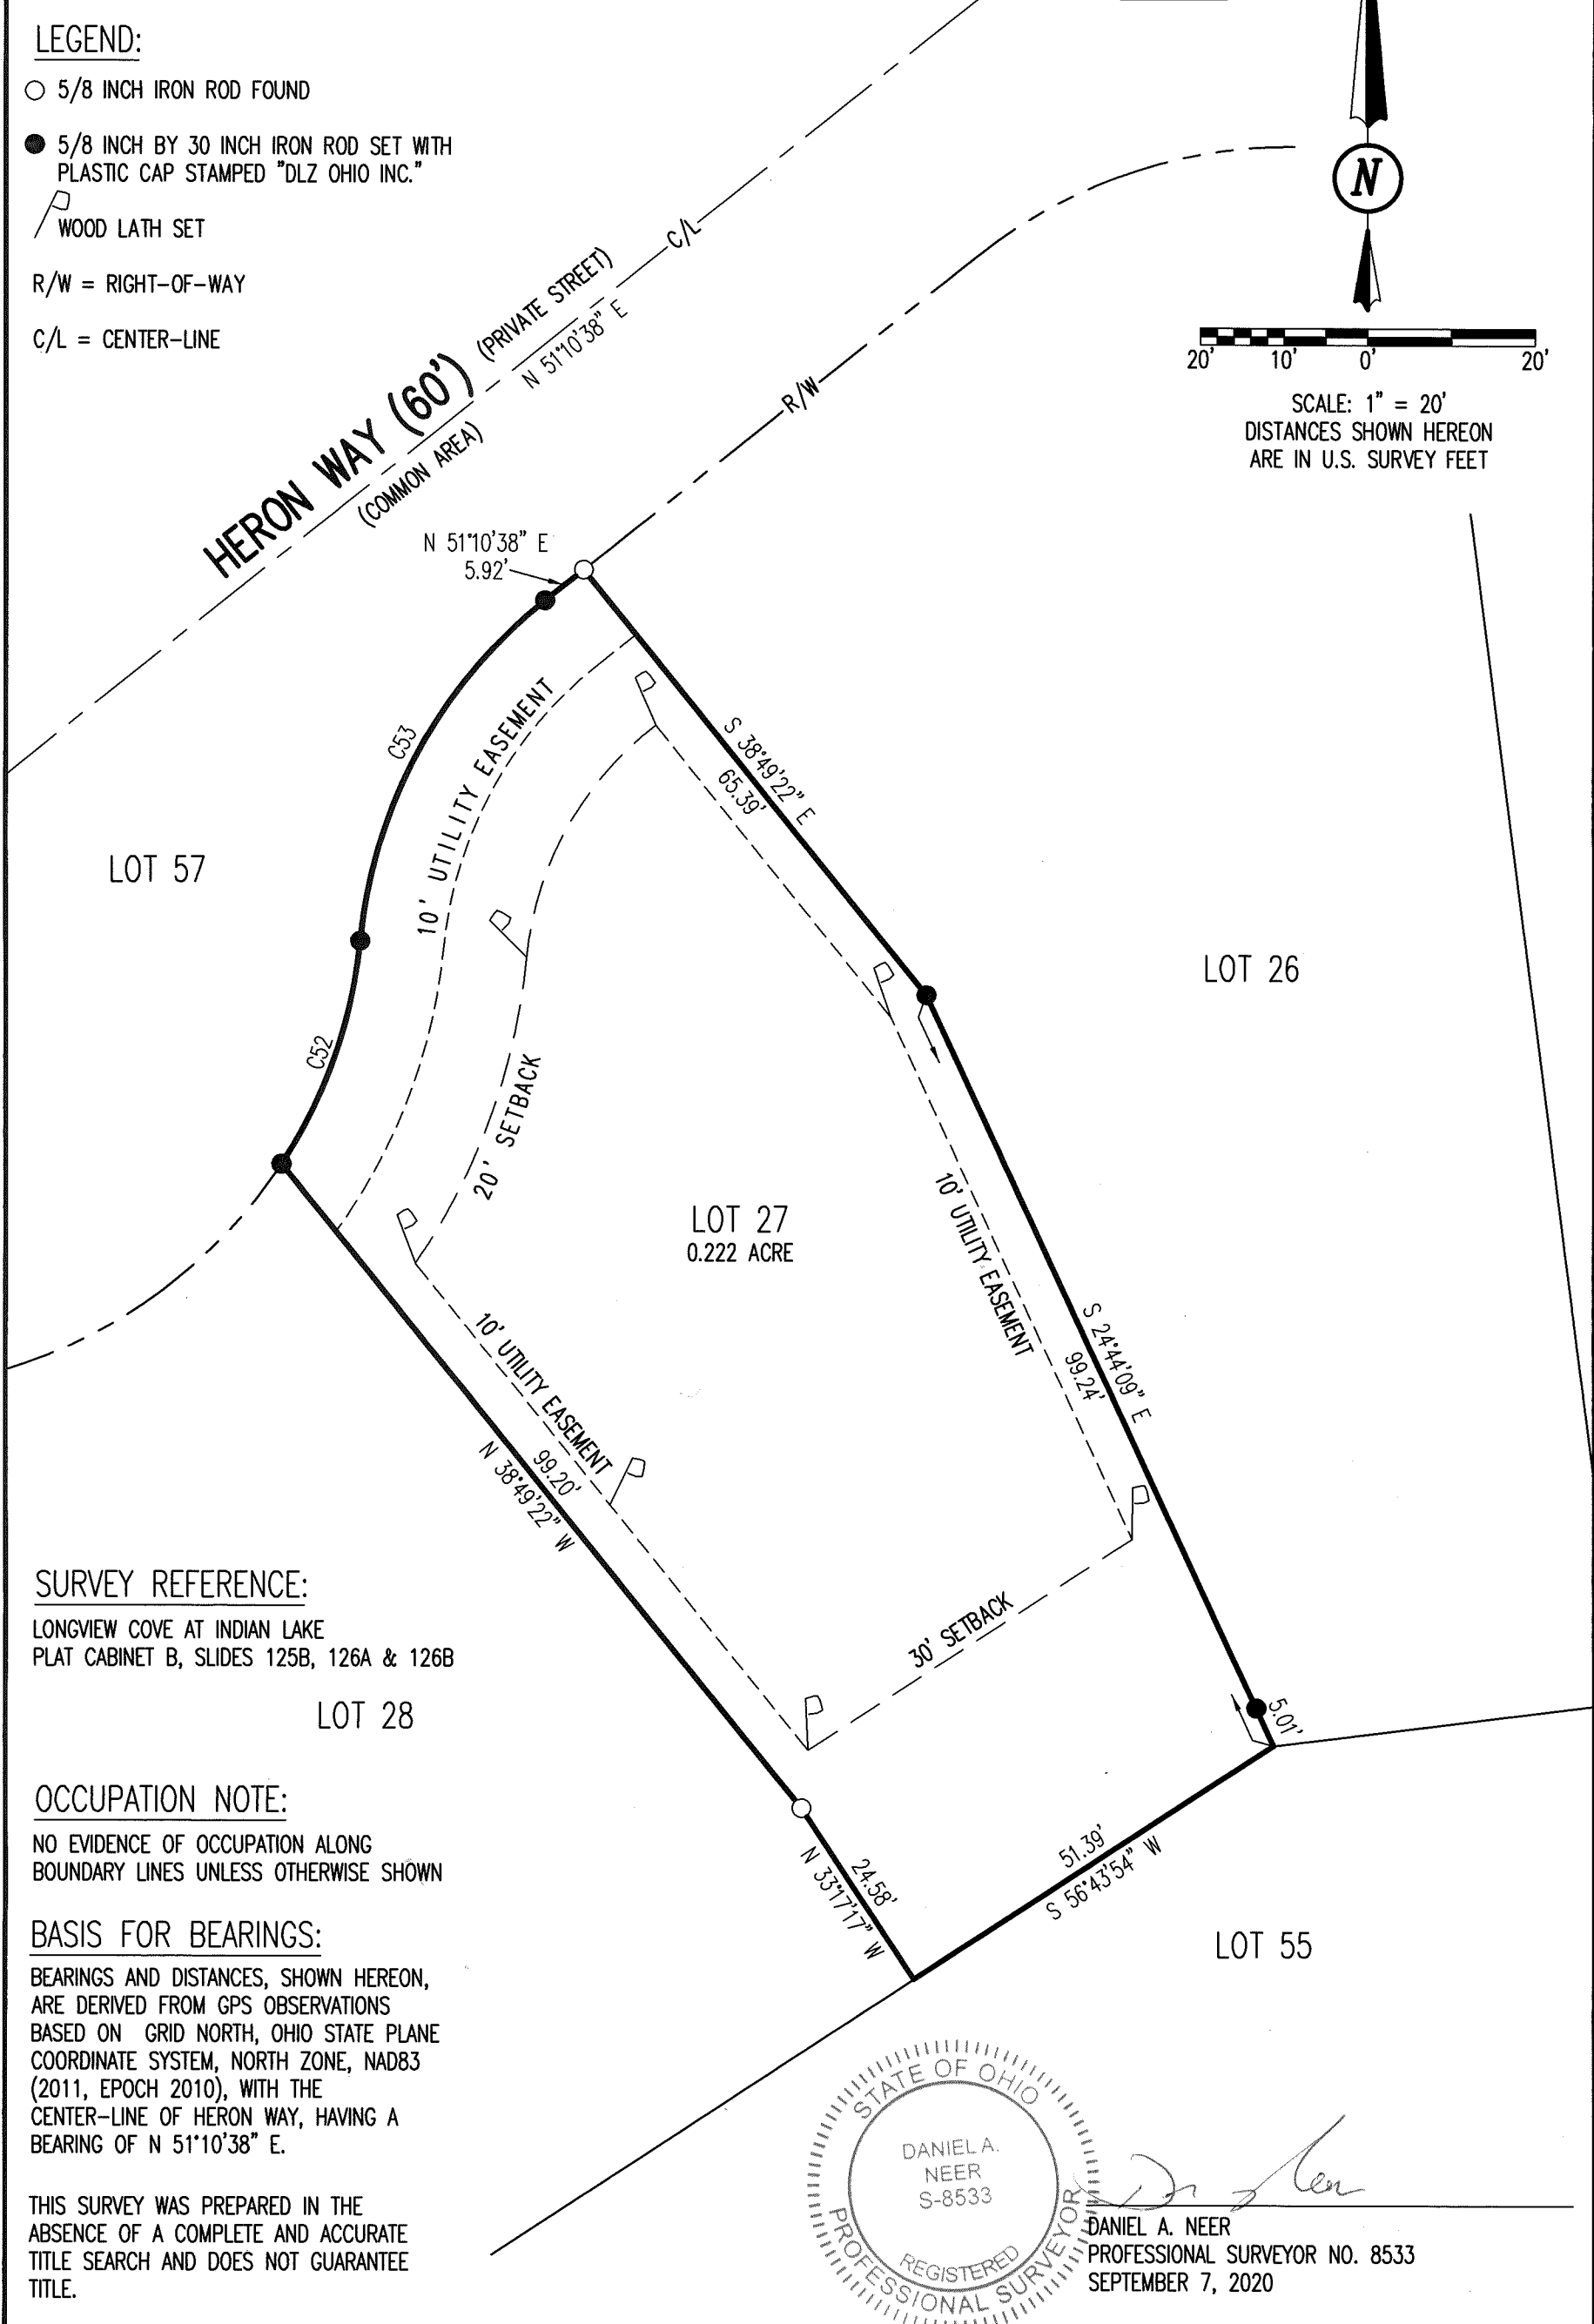 LEGEND:
5/8 INCH IRON ROD FOUND
5/8 INCH BY 30 INCH IRON ROD SET WITH
PLASTIC CAP STAMPED "DLZ OHIO INC."
WOOD LATH SET
R/W = RIGHT-OF-WAY
C/L = CENTER-LINE
N
20' 10' 0' 20'
SCALE: 1" = 20'
DISTANCES SHOWN HEREON
ARE IN U.S. SURVEY FEET
HERON WAY (60') (PRIVATE STREET)
(COMMON AREA)
N 51°10'38" E
C/L
R/W
N 51°10'38" E
5.92'
C53
C52
10' UTILITY EASEMENT
20' SETBACK
S 38°49'22" E
65.39'
LOT 57
LOT 26
LOT 27
0.222 ACRE
10' UTILITY EASEMENT
S 24°44'09" E
99.24'
10' UTILITY EASEMENT
99.20'
N 38°49'22" W
30' SETBACK
5.01'
24.58'
N 33°17'17" W
51.39'
S 56°43'54" W
LOT 55
SURVEY REFERENCE:
LONGVIEW COVE AT INDIAN LAKE
PLAT CABINET B, SLIDES 125B, 126A & 126B
LOT 28
OCCUPATION NOTE:
NO EVIDENCE OF OCCUPATION ALONG
BOUNDARY LINES UNLESS OTHERWISE SHOWN
BASIS FOR BEARINGS:
BEARINGS AND DISTANCES, SHOWN HEREON,
ARE DERIVED FROM GPS OBSERVATIONS
BASED ON GRID NORTH, OHIO STATE PLANE
COORDINATE SYSTEM, NORTH ZONE, NAD83
(2011, EPOCH 2010), WITH THE
CENTER-LINE OF HERON WAY, HAVING A
BEARING OF N 51°10'38" E.
THIS SURVEY WAS PREPARED IN THE
ABSENCE OF A COMPLETE AND ACCURATE
TITLE SEARCH AND DOES NOT GUARANTEE
TITLE.
STATE OF OHIO
DANIEL A.
NEER
S-8533
REGISTERED
PROFESSIONAL SURVEYOR
DANIEL A. NEER
PROFESSIONAL SURVEYOR NO. 8533
SEPTEMBER 7, 2020